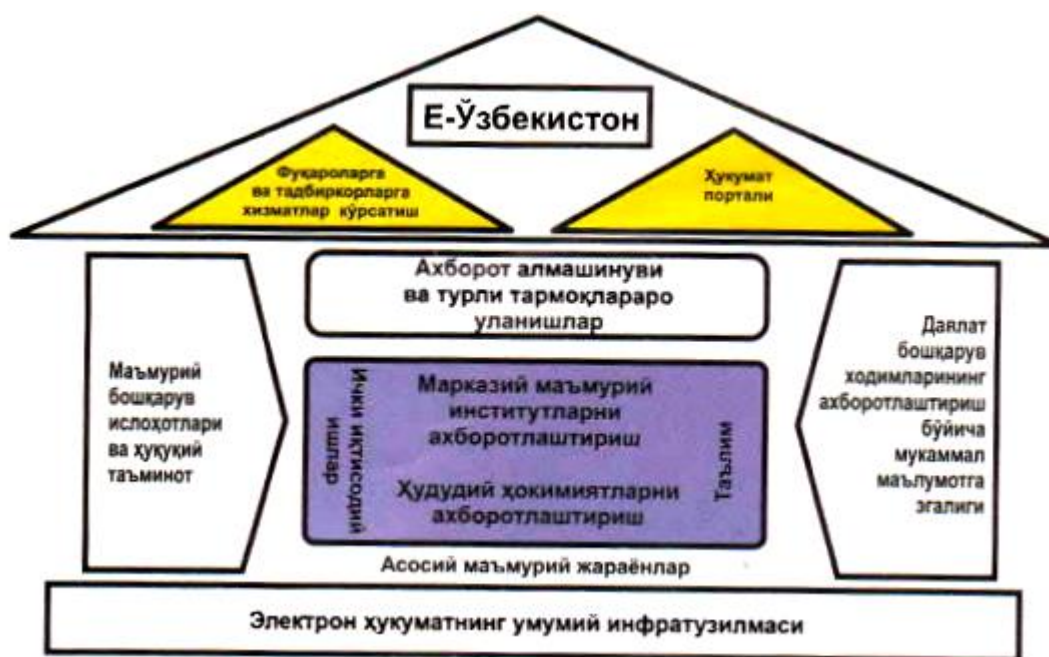 Е-Ўзбекистон
Фуқароларга
ва тадбиркорларга
хизматлар кўрсатиш
Ҳукумат
портали
Ахборот алмашинуви
ва турли тармоқлараро
уланишлар
Маъмурий
бошқарув
ислоҳотлари
ва ҳуқуқий
таъминот
Ички иқтисодий
ишлар
Марказий маъмурий
институтларни
ахборотлаштириш
Ҳудудий ҳокимиятларни
ахборотлаштириш
Таълим
Давлат
бошқарув
ходимларининг
ахборотлаштириш
бўйича
мукаммал
маълумотга
эгалиги
Асосий маъмурий жараёнлар
Электрон ҳукуматнинг умумий инфратузилмаси